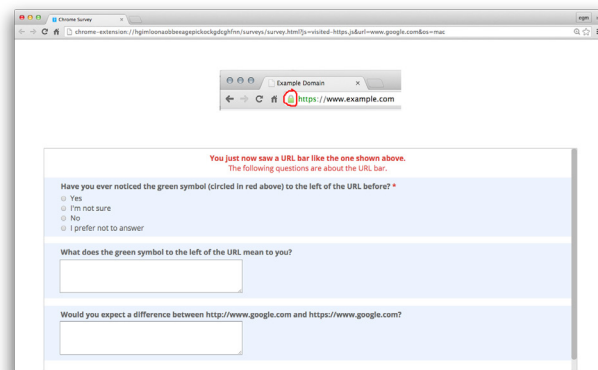 Chrome Survey
egm
chrome-extension://hgimloonaobbeeagepickockgdcghfnn/surveys/survey.html?js=visited-https.js&url=www.google.com&os=mac
Example Domain
https://www.example.com
You just now saw a URL bar like the one shown above.
The following questions are about the URL bar.
Have you ever noticed the green symbol (circled in red above) to the left of the URL before? *
Yes
I'm not sure
No
I prefer not to answer
What does the green symbol to the left of the URL mean to you?
Would you expect a difference between http://www.google.com and https://www.google.com?